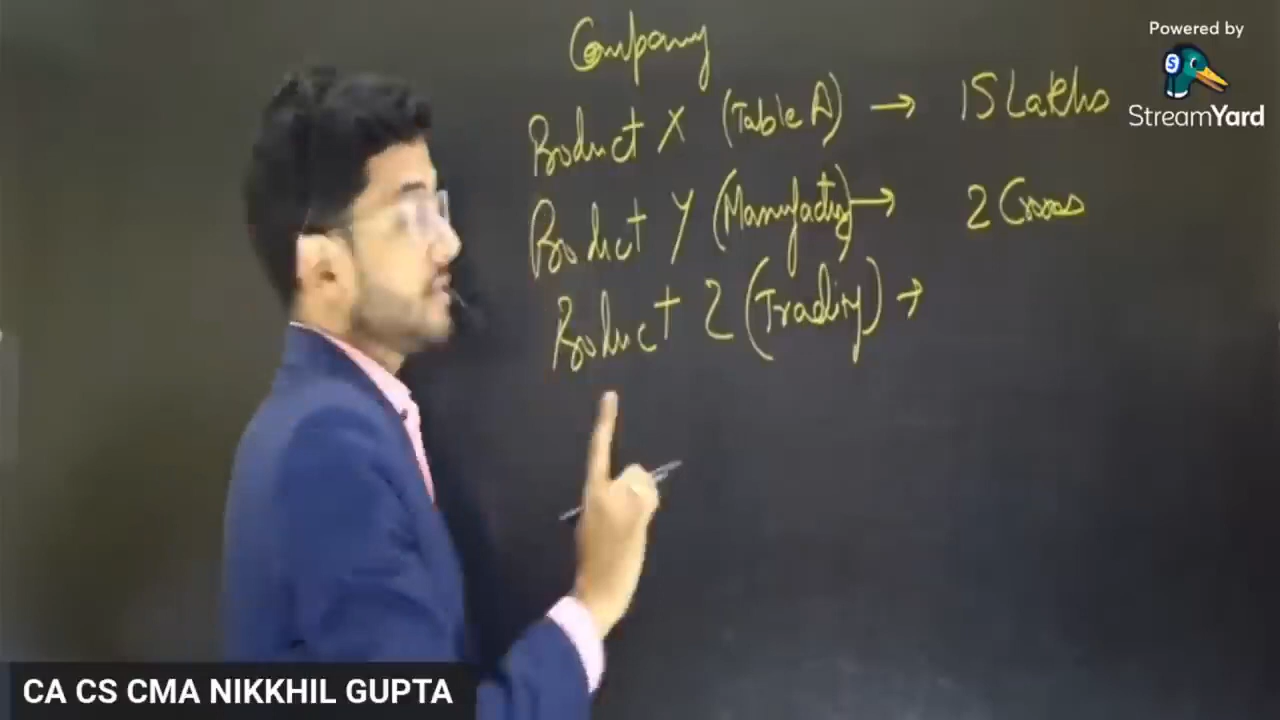 Company
Product X (Table A) → 15 Lakhs
Product Y (Manufacturing) → 2 Crores
Product Z (Trading) →
Powered by
StreamYard
CA CS CMA NIKKHIL GUPTA